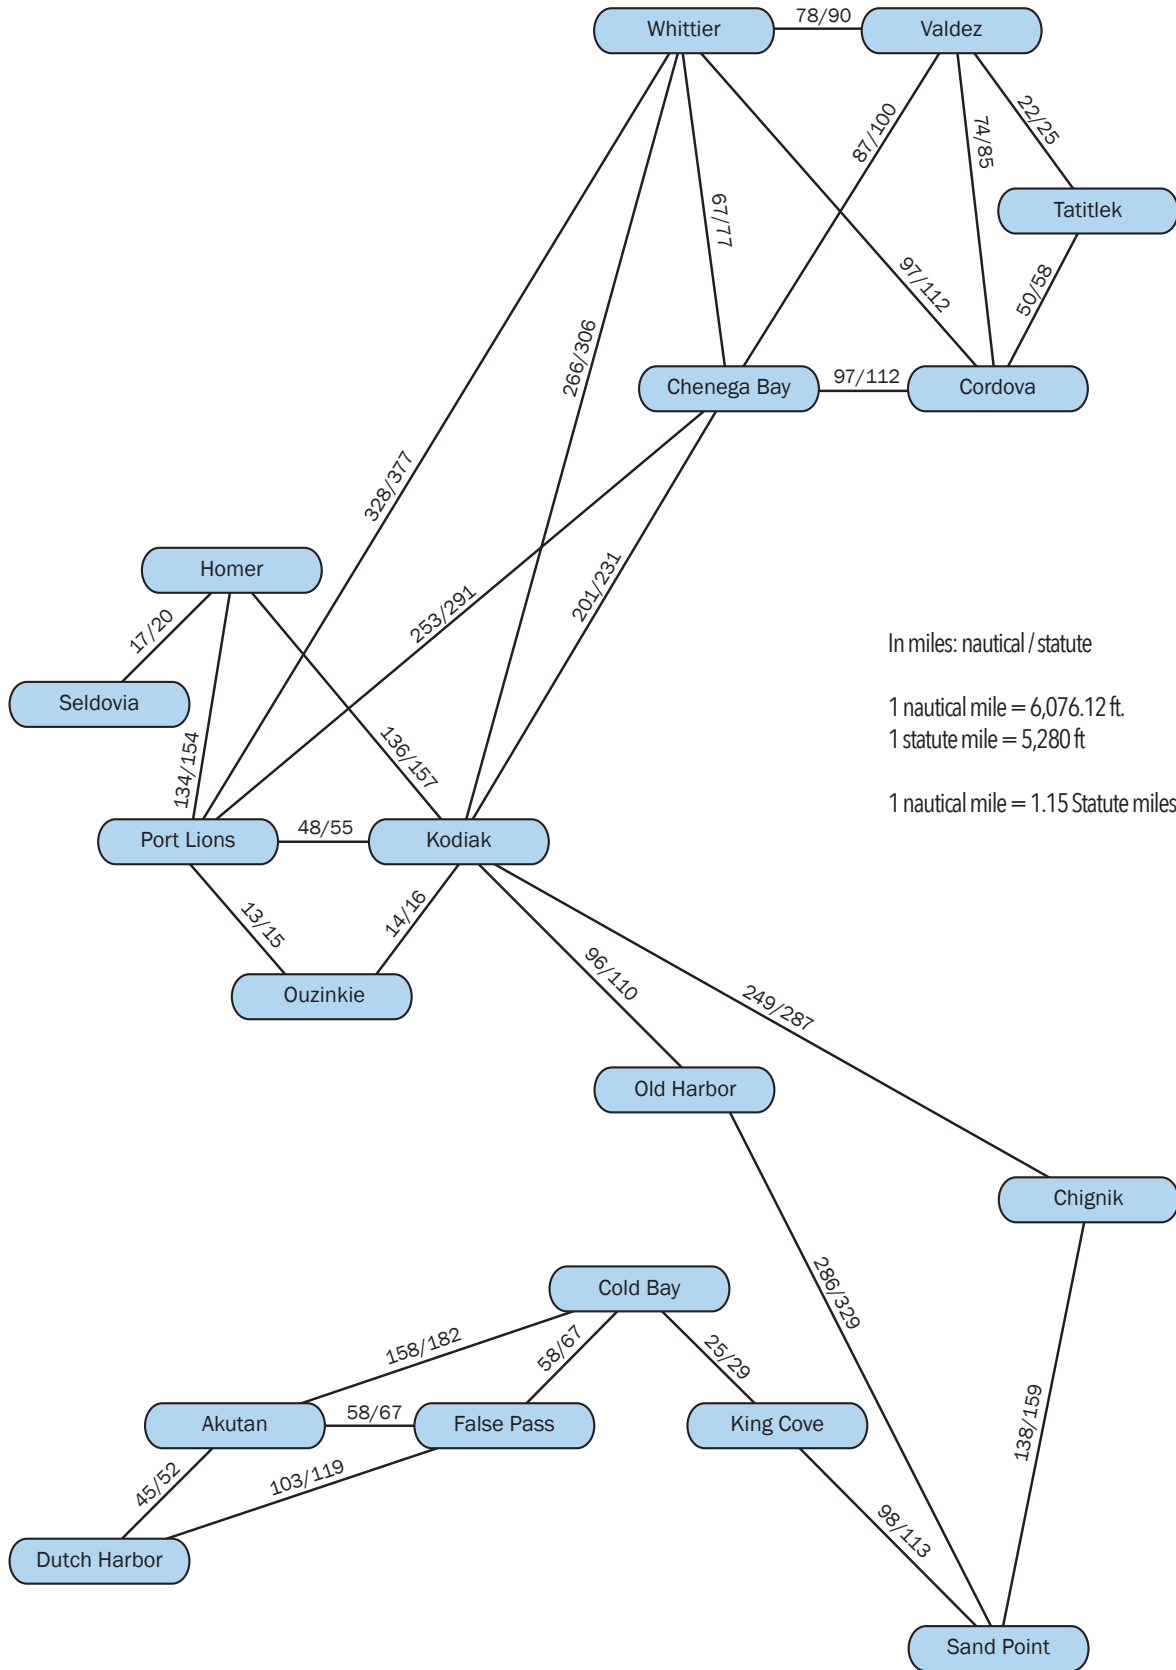 78/90
Whittier
Valdez
22/25
87/100
74/85
67/77
Tatitlek
97/112
50/58
266/306
Chenega Bay
97/112
Cordova
328/377
Homer
201/231
253/291
17/20
In miles: nautical / statute
Seldovia
1 nautical mile = 6,076.12 ft.
1 statute mile = 5,280 ft
134/154
136/157
1 nautical mile = 1.15 Statute miles
Port Lions
48/55
Kodiak
13/15
14/16
96/110
Ouzinkie
249/287
Old Harbor
Chignik
Cold Bay
286/329
158/182
58/67
25/29
Akutan
58/67
False Pass
King Cove
138/159
45/52
103/119
98/113
Dutch Harbor
Sand Point